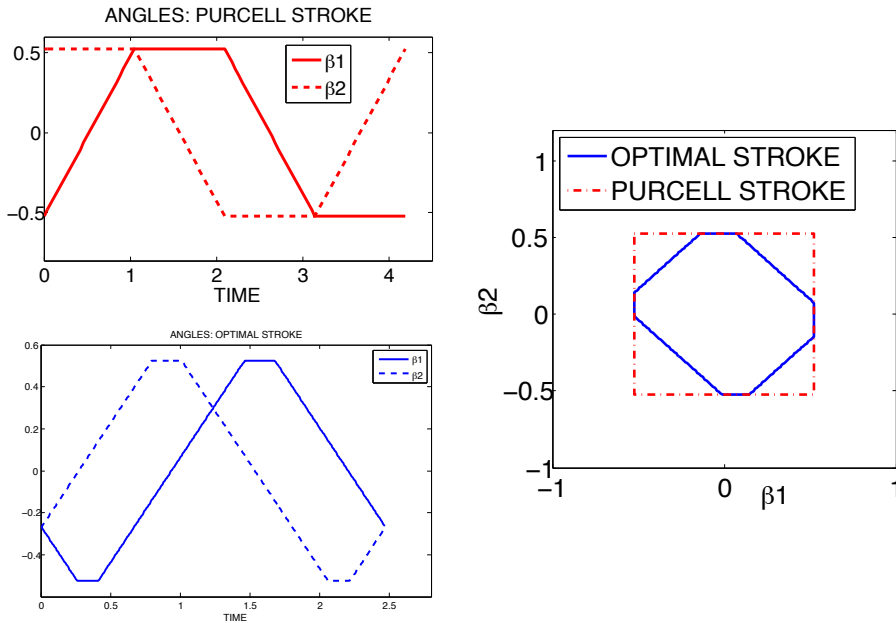 ANGLES: PURCELL STROKE
0.5
0
−0.5
β1
β2
0 1 2 3 4
TIME
ANGLES: OPTIMAL STROKE
0.6
0.4
0.2
0
−0.2
−0.4
β1
β2
0 0.5 1 1.5 2 2.5
TIME
OPTIMAL STROKE
PURCELL STROKE
1
0.5
0
-0.5
-1
β2
−1 0 1
β1